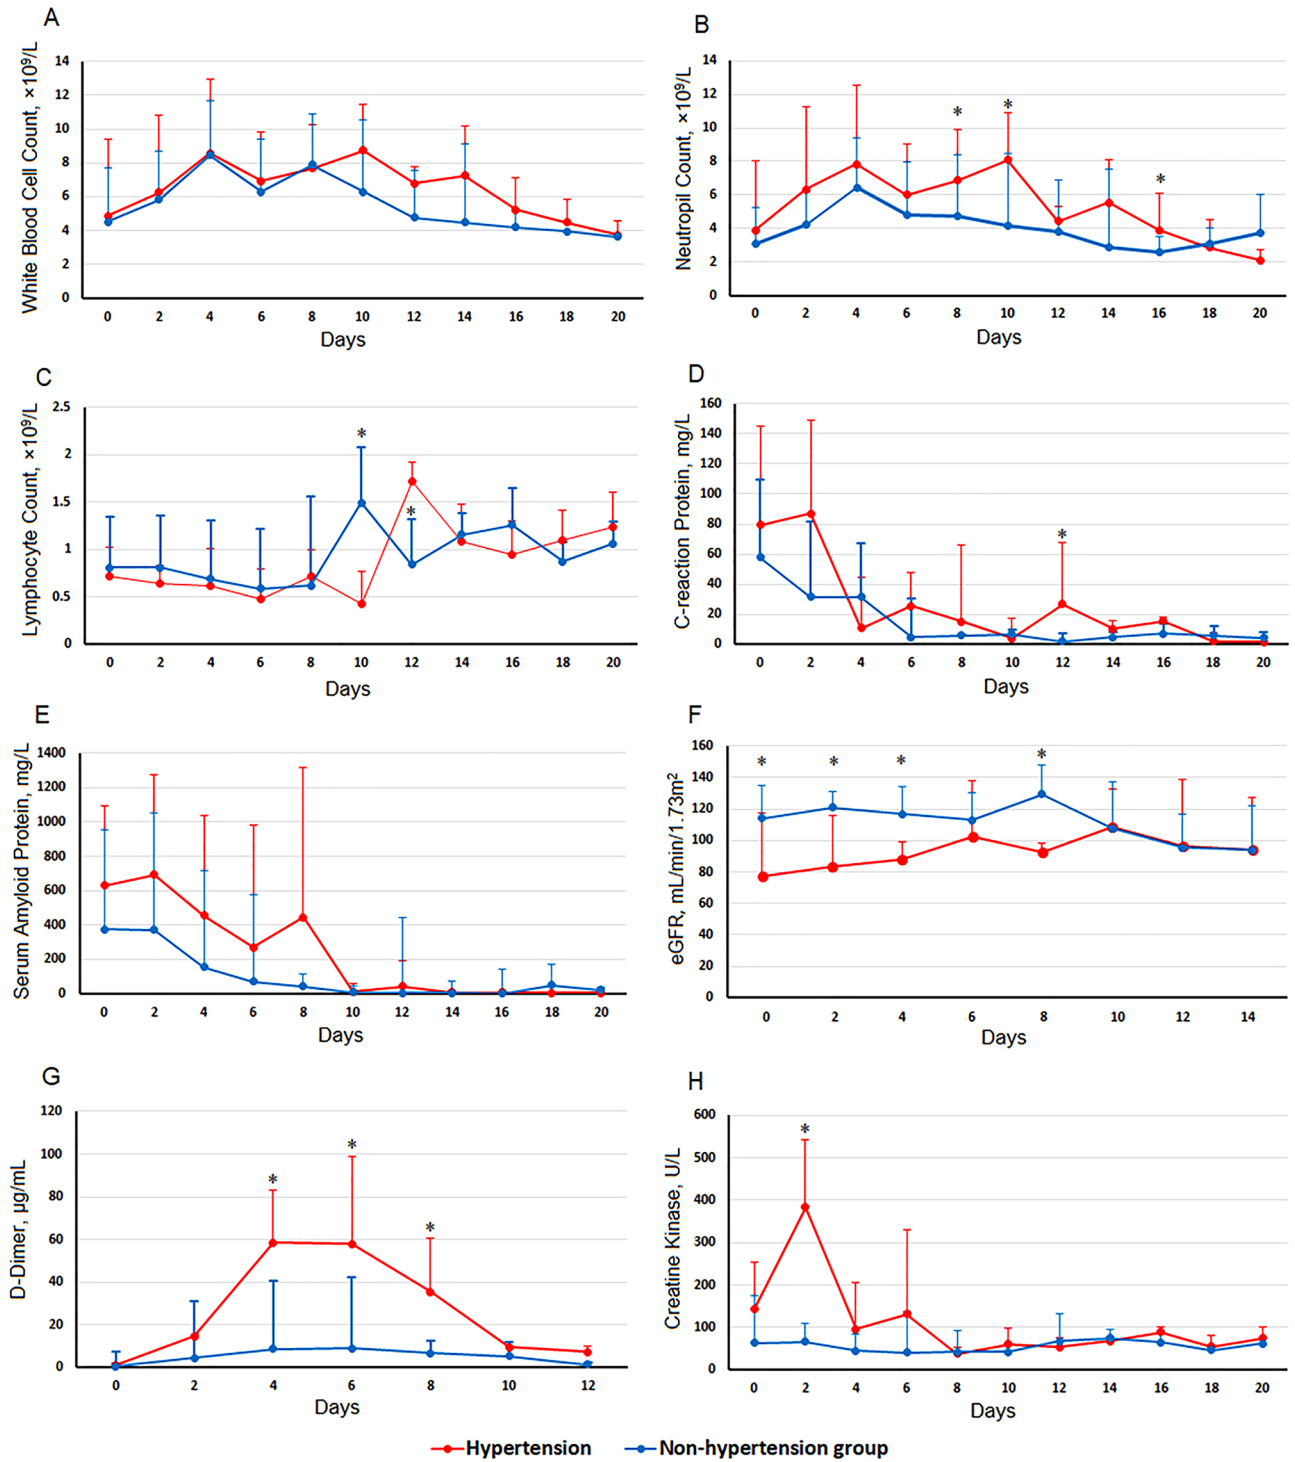 A
White Blood Cell Count, ×10⁹/L
14
12
10
8
6
4
2
0
0 2 4 6 8 10 12 14 16 18 20
Days
B
Neutropil Count, ×10⁹/L
14
12
10
8
6
4
2
0
* * *
0 2 4 6 8 10 12 14 16 18 20
Days
C
Lymphocyte Count, ×10⁹/L
2.5
2
1.5
1
0.5
0
* *
0 2 4 6 8 10 12 14 16 18 20
Days
D
C-reaction Protein, mg/L
160
140
120
100
80
60
40
20
0
*
0 2 4 6 8 10 12 14 16 18 20
Days
E
Serum Amyloid Protein, mg/L
1400
1200
1000
800
600
400
200
0
0 2 4 6 8 10 12 14 16 18 20
Days
F
eGFR, mL/min/1.73m²
160
140
120
100
80
60
40
20
0
* * * *
0 2 4 6 8 10 12 14
Days
G
D-Dimer, µg/mL
120
100
80
60
40
20
0
* * *
0 2 4 6 8 10 12
Days
H
Creatine Kinase, U/L
600
500
400
300
200
100
0
*
0 2 4 6 8 10 12 14 16 18 20
Days
Hypertension Non-hypertension group